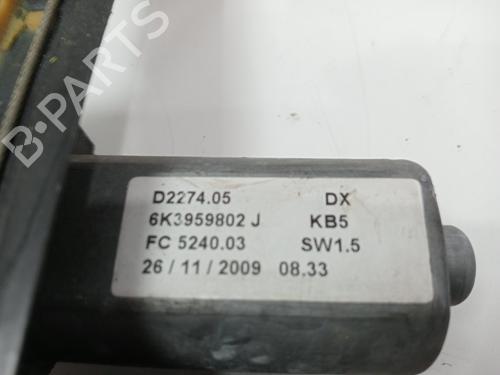 B-PARTS
D2274.05 DX
6K3959802 J KB5
FC 5240.03 SW1.5
26 / 11 / 2009 08.33